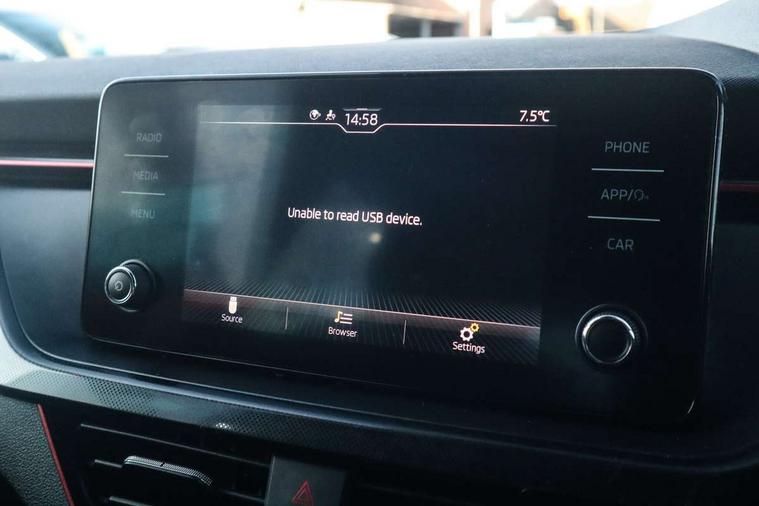 14:58
7.5°C
RADIO
MEDIA
MENU
PHONE
APP/
CAR
Unable to read USB device.
Source
Browser
Settings